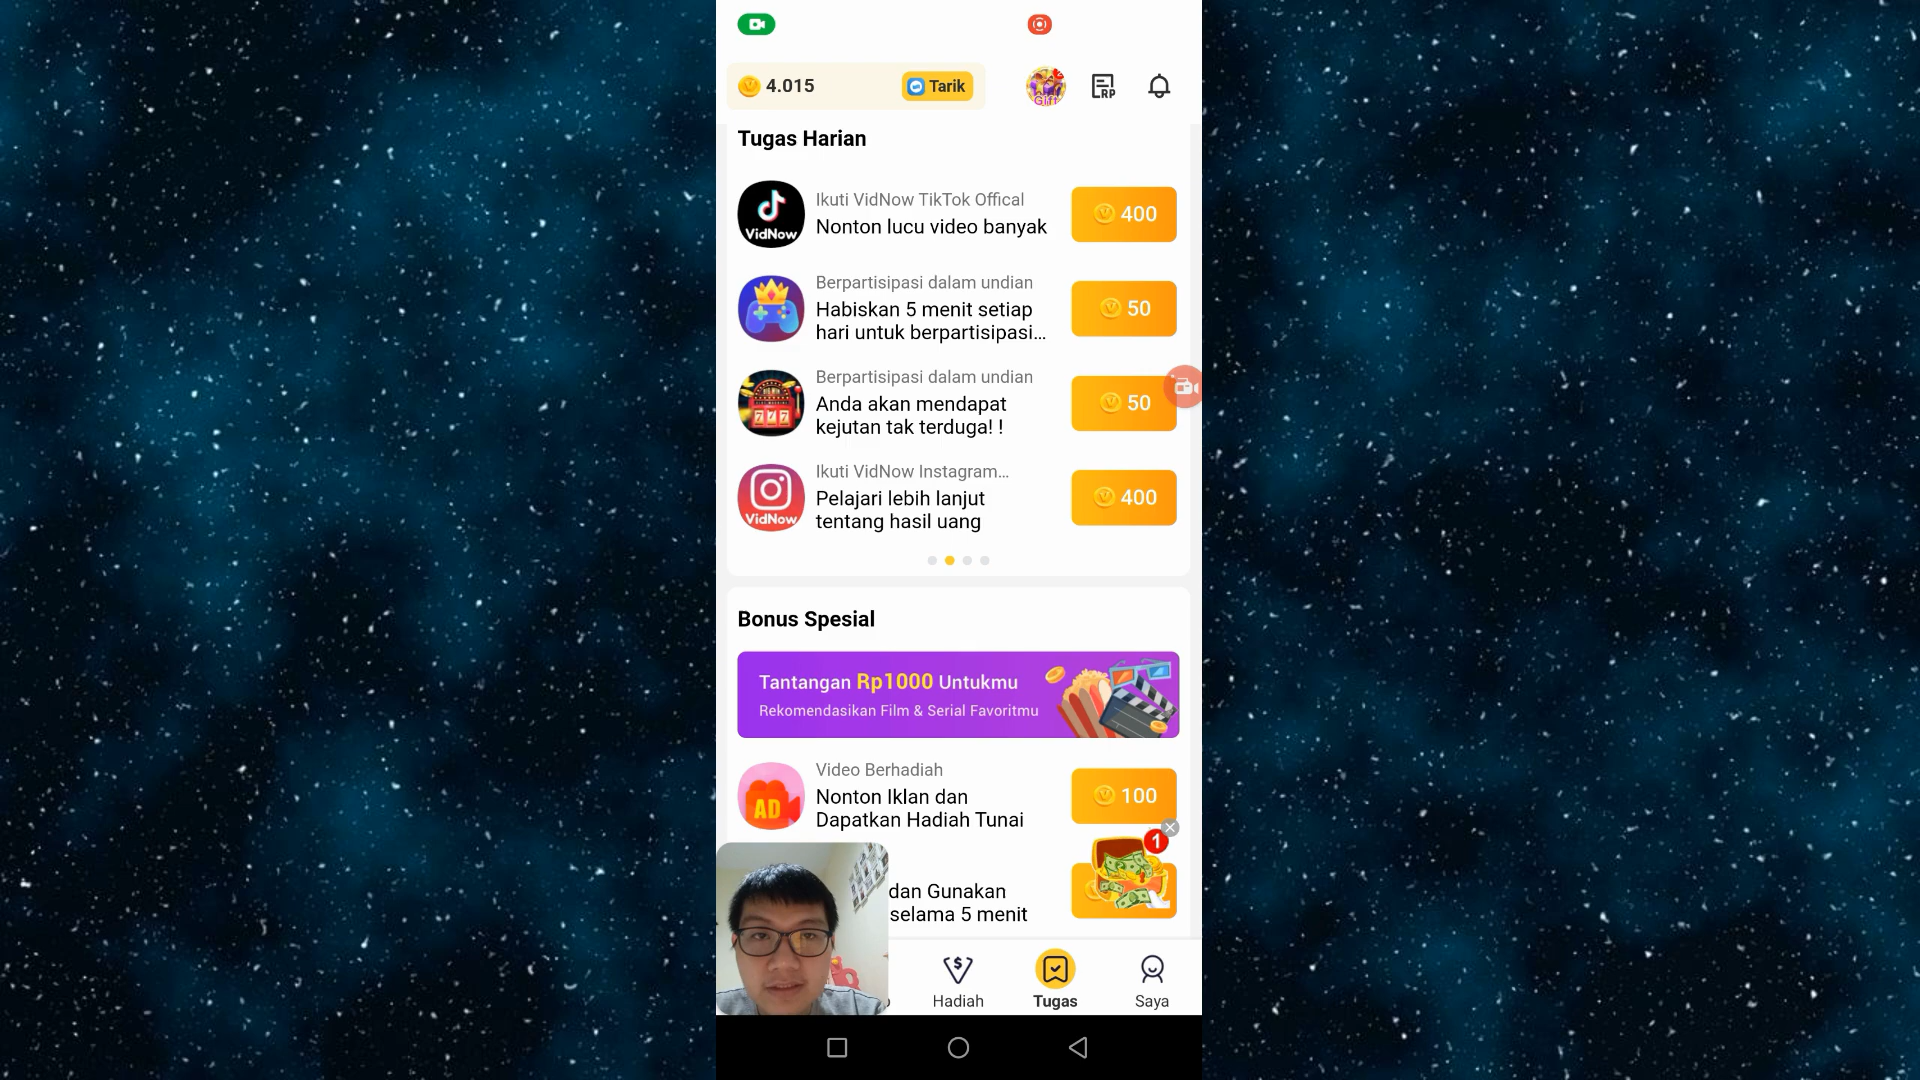 4.015
Tarik
Gift
RP
Tugas Harian
VidNow
Ikuti VidNow TikTok Offical
Nonton lucu video banyak
400
Berpartisipasi dalam undian
Habiskan 5 menit setiap
hari untuk berpartisipasi...
50
777
Berpartisipasi dalam undian
Anda akan mendapat
kejutan tak terduga! !
50
VidNow
Ikuti VidNow Instagram...
Pelajari lebih lanjut
tentang hasil uang
400
Bonus Spesial
Tantangan Rp1000 Untukmu
Rekomendasikan Film & Serial Favoritmu
AD
Video Berhadiah
Nonton Iklan dan
Dapatkan Hadiah Tunai
100
1
dan Gunakan
selama 5 menit
Hadiah
Tugas
Saya